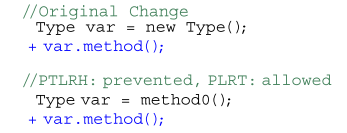 //Original Change
Type var = new Type();
+ var.method();
//PTLRH: prevented, PLRT: allowed
Type var = method0();
+ var.method();